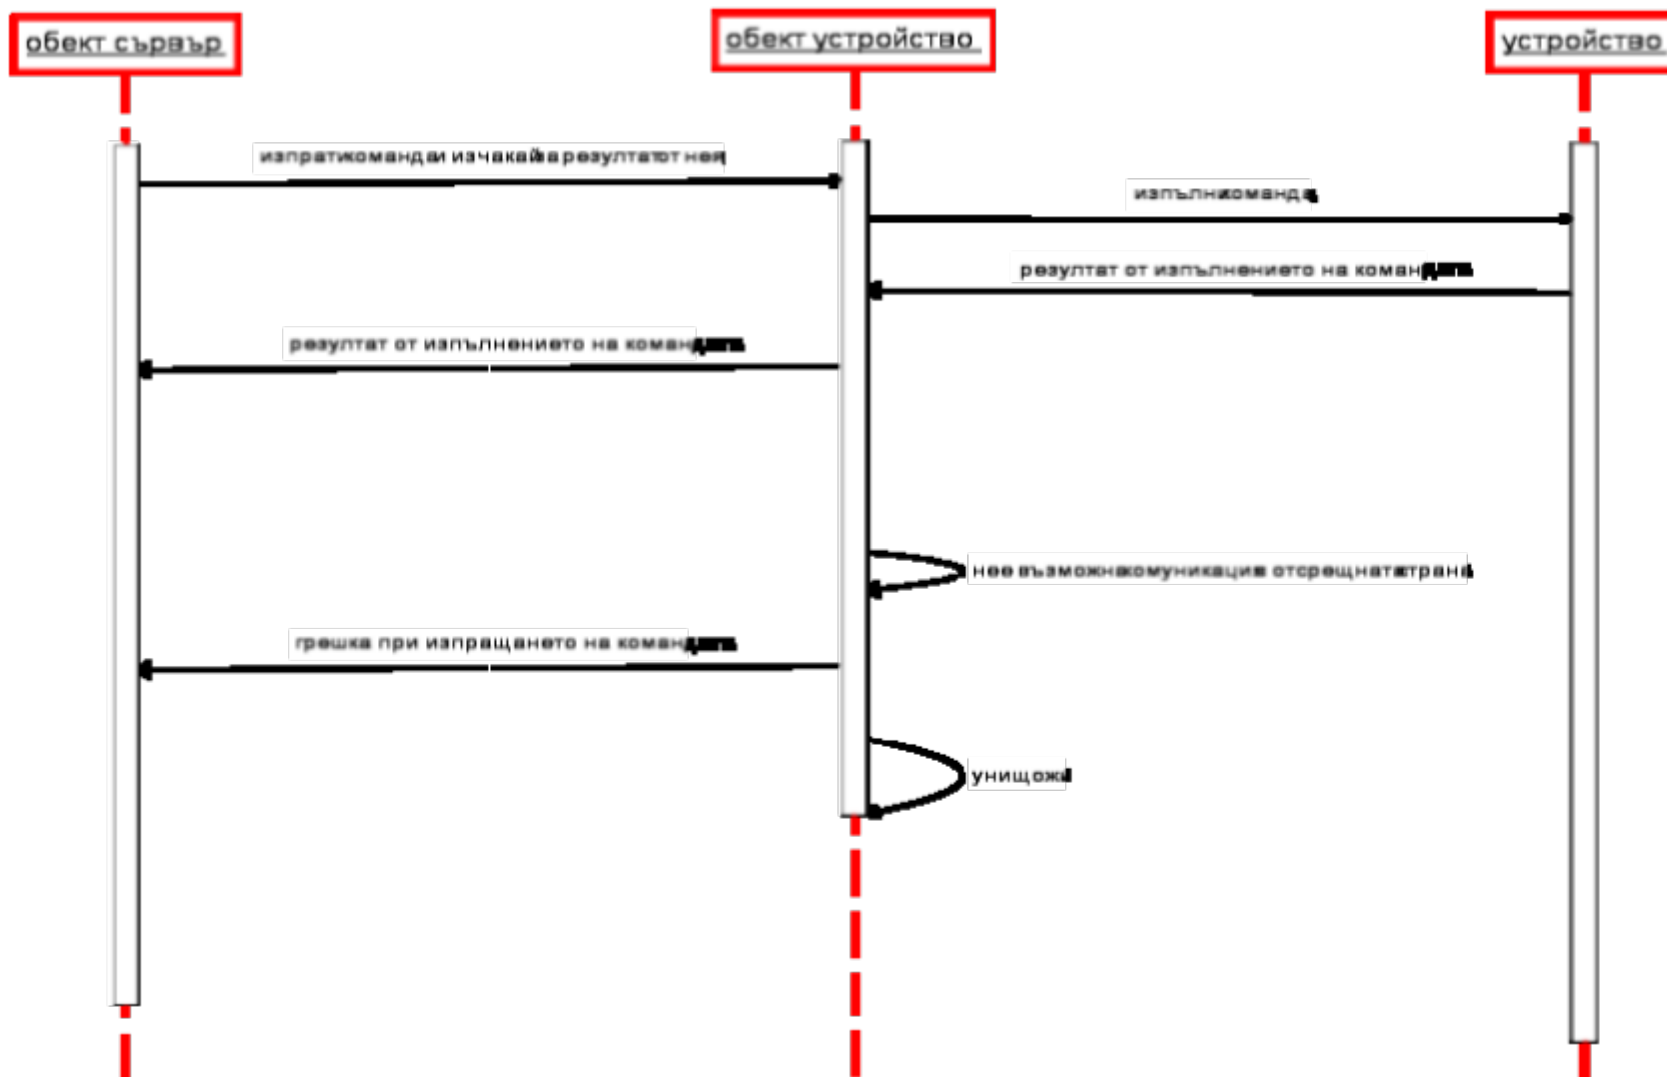 обект сървър
обект устройство
устройство
изпрати команда и изчакай за резултат от нея
изпълни команда
резултат от изпълнението на командата
резултат от изпълнението на командата
не е възможна комуникация с отсрещната страна
грешка при изпращането на командата
унищожи